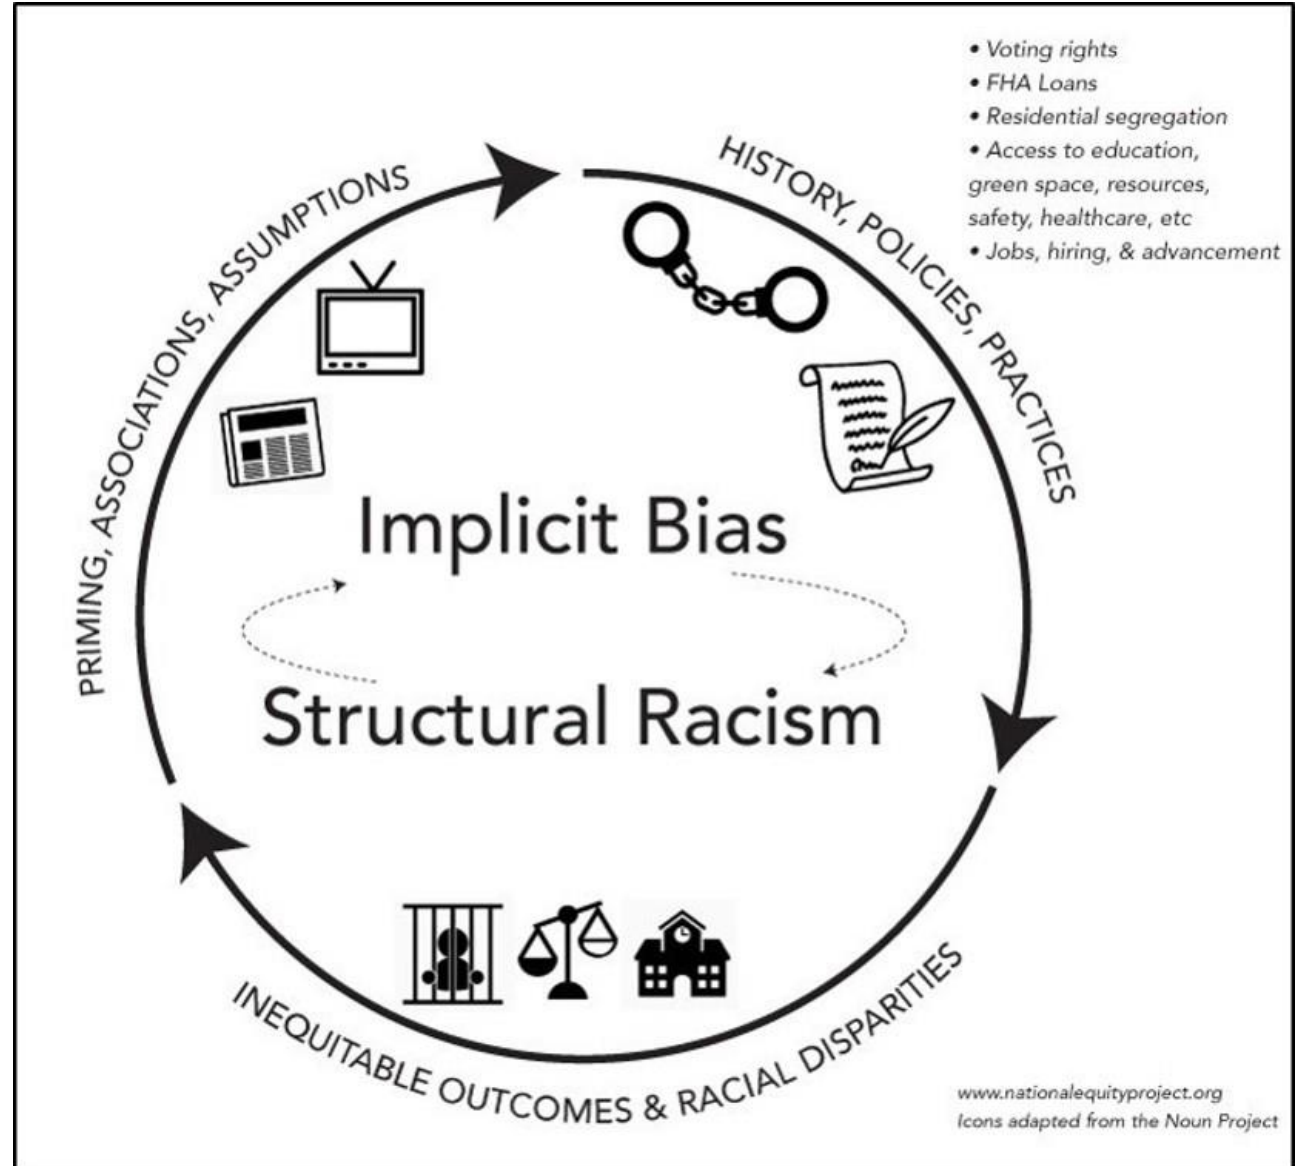 • Voting rights
• FHA Loans
• Residential segregation
• Access to education,
green space, resources,
safety, healthcare, etc
• Jobs, hiring, & advancement
PRIMING, ASSOCIATIONS, ASSUMPTIONS
HISTORY, POLICIES, PRACTICES
Implicit Bias
Structural Racism
INEQUITABLE OUTCOMES & RACIAL DISPARITIES
www.nationalequityproject.org
Icons adapted from the Noun Project